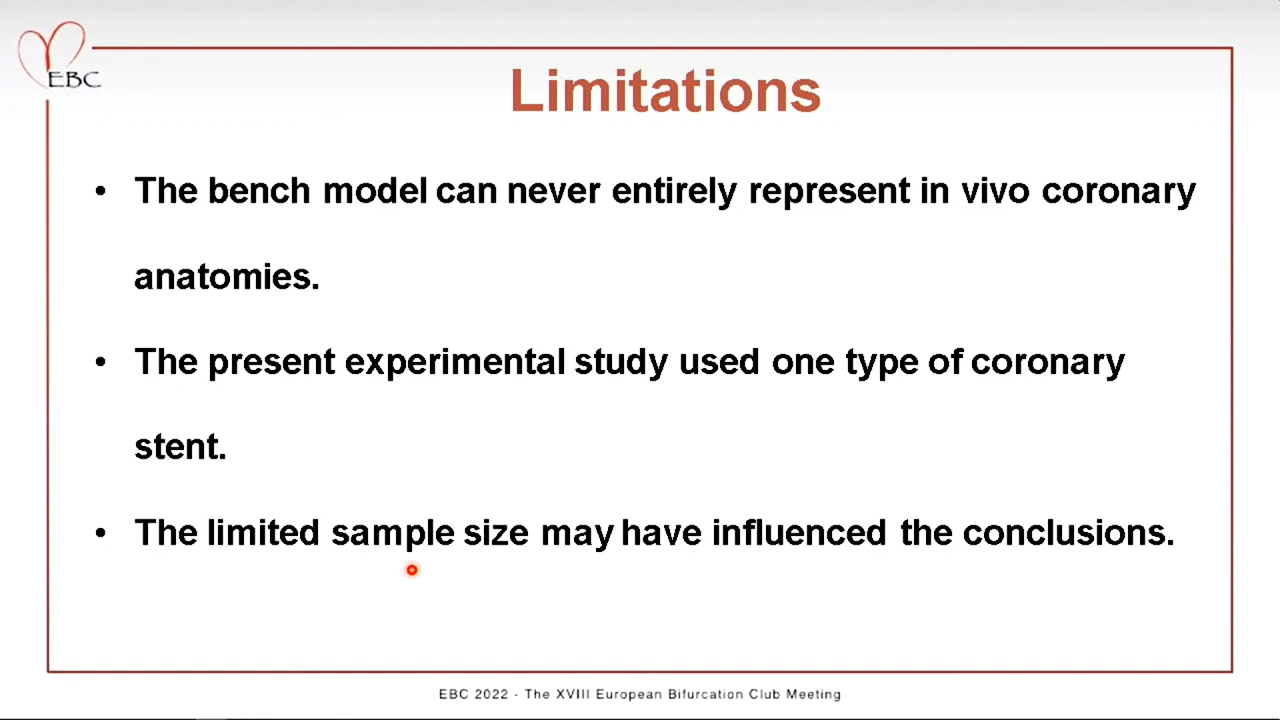 EBC
Limitations
• The bench model can never entirely represent in vivo coronary
anatomies.
• The present experimental study used one type of coronary
stent.
• The limited sample size may have influenced the conclusions.
EBC 2022 - The XVIII European Bifurcation Club Meeting